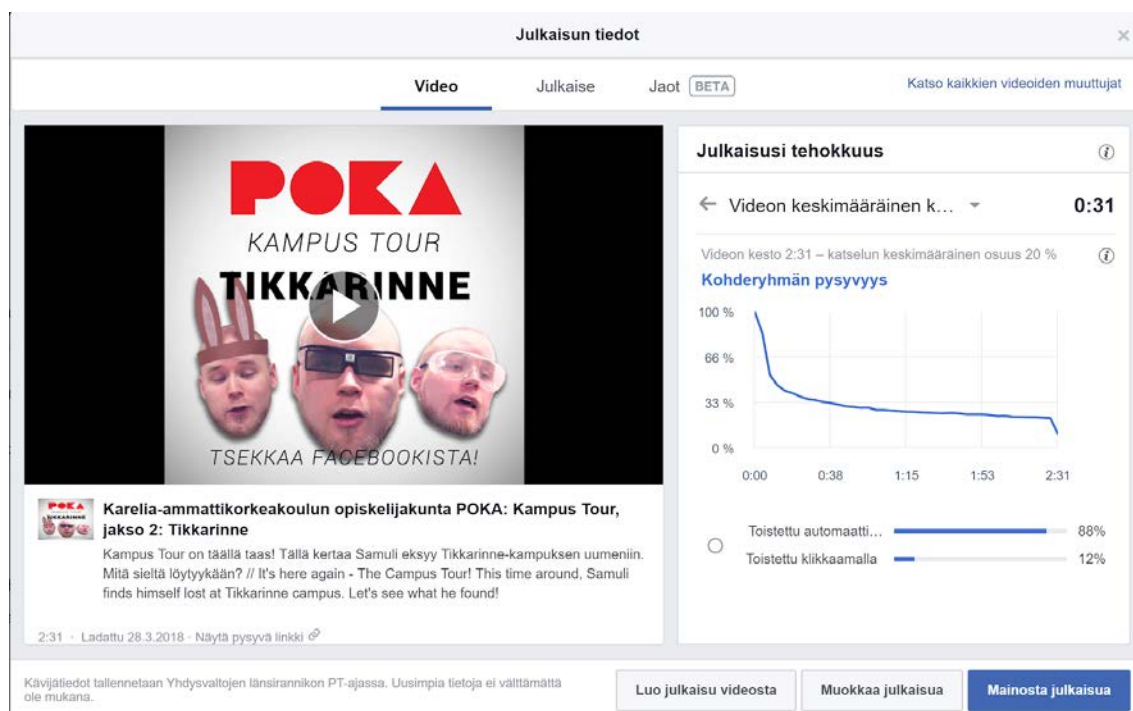 Julkaisun tiedot
Video Julkaise Jaot BETA Katso kaikkien videoiden muuttujat
POKA
KAMPUS TOUR
TIKKARINNE
TSEKKAA FACEBOOKISTA!
POKA
TIKKARINNE
Karelia-ammattikorkeakoulun opiskelijakunta POKA: Kampus Tour,
jakso 2: Tikkarinne
Kampus Tour on täällä taas! Tällä kertaa Samuli eksyy Tikkarinne-kampuksen uumeniin.
Mitä sieltä löytyykään? // It's here again - The Campus Tour! This time around, Samuli
finds himself lost at Tikkarinne campus. Let's see what he found!
2:31 · Ladattu 28.3.2018 · Näytä pysyvä linkki
Julkaisusi tehokkuus
Videon keskimääräinen k... 0:31
Videon kesto 2:31 – katselun keskimääräinen osuus 20 %
Kohderyhmän pysyvyys
100 %
66 %
33 %
0 %
0:00 0:38 1:15 1:53 2:31
Toistettu automaatti... 88%
Toistettu klikkaamalla 12%
Kävijätiedot tallennetaan Yhdysvaltojen länsirannikon PT-ajassa. Uusimpia tietoja ei välttämättä
ole mukana.
Luo julkaisu videosta Muokkaa julkaisua Mainosta julkaisua